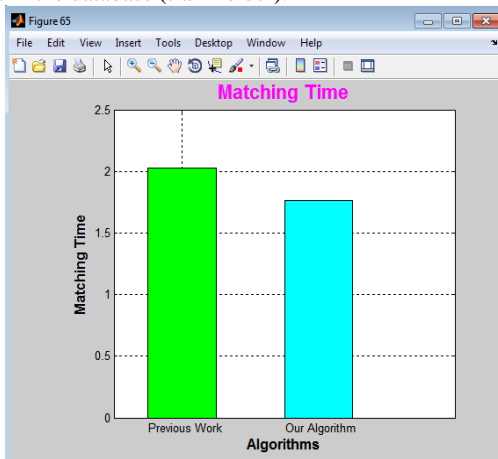 Figure 65
File Edit View Insert Tools Desktop Window Help
Matching Time
2.5
2
1.5
1
0.5
0
Matching Time
Previous Work Our Algorithm
Algorithms